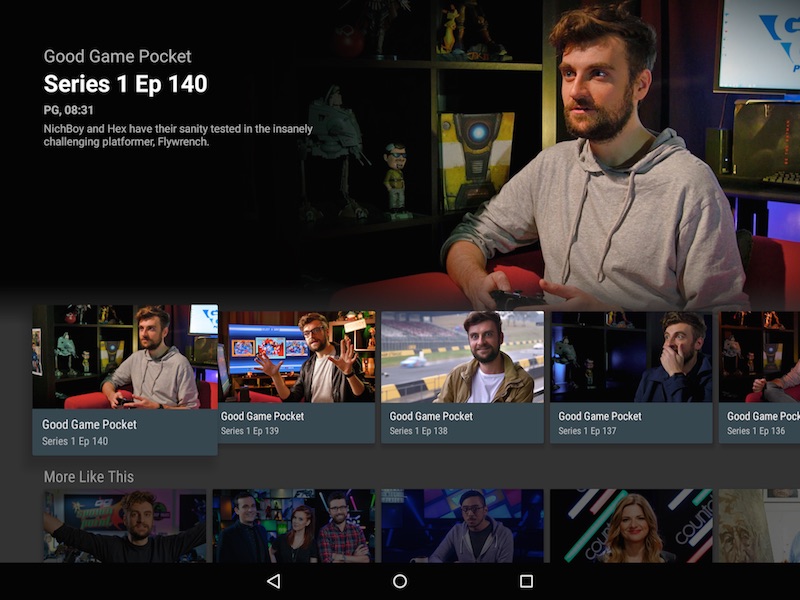 Good Game Pocket
Series 1 Ep 140
PG, 08:31
NichBoy and Hex have their sanity tested in the insanely
challenging platformer, Flywrench.
Good Game Pocket
Series 1 Ep 140
Good Game Pocket
Series 1 Ep 139
Good Game Pocket
Series 1 Ep 138
Good Game Pocket
Series 1 Ep 137
Good Game Pock
Series 1 Ep 136
More Like This